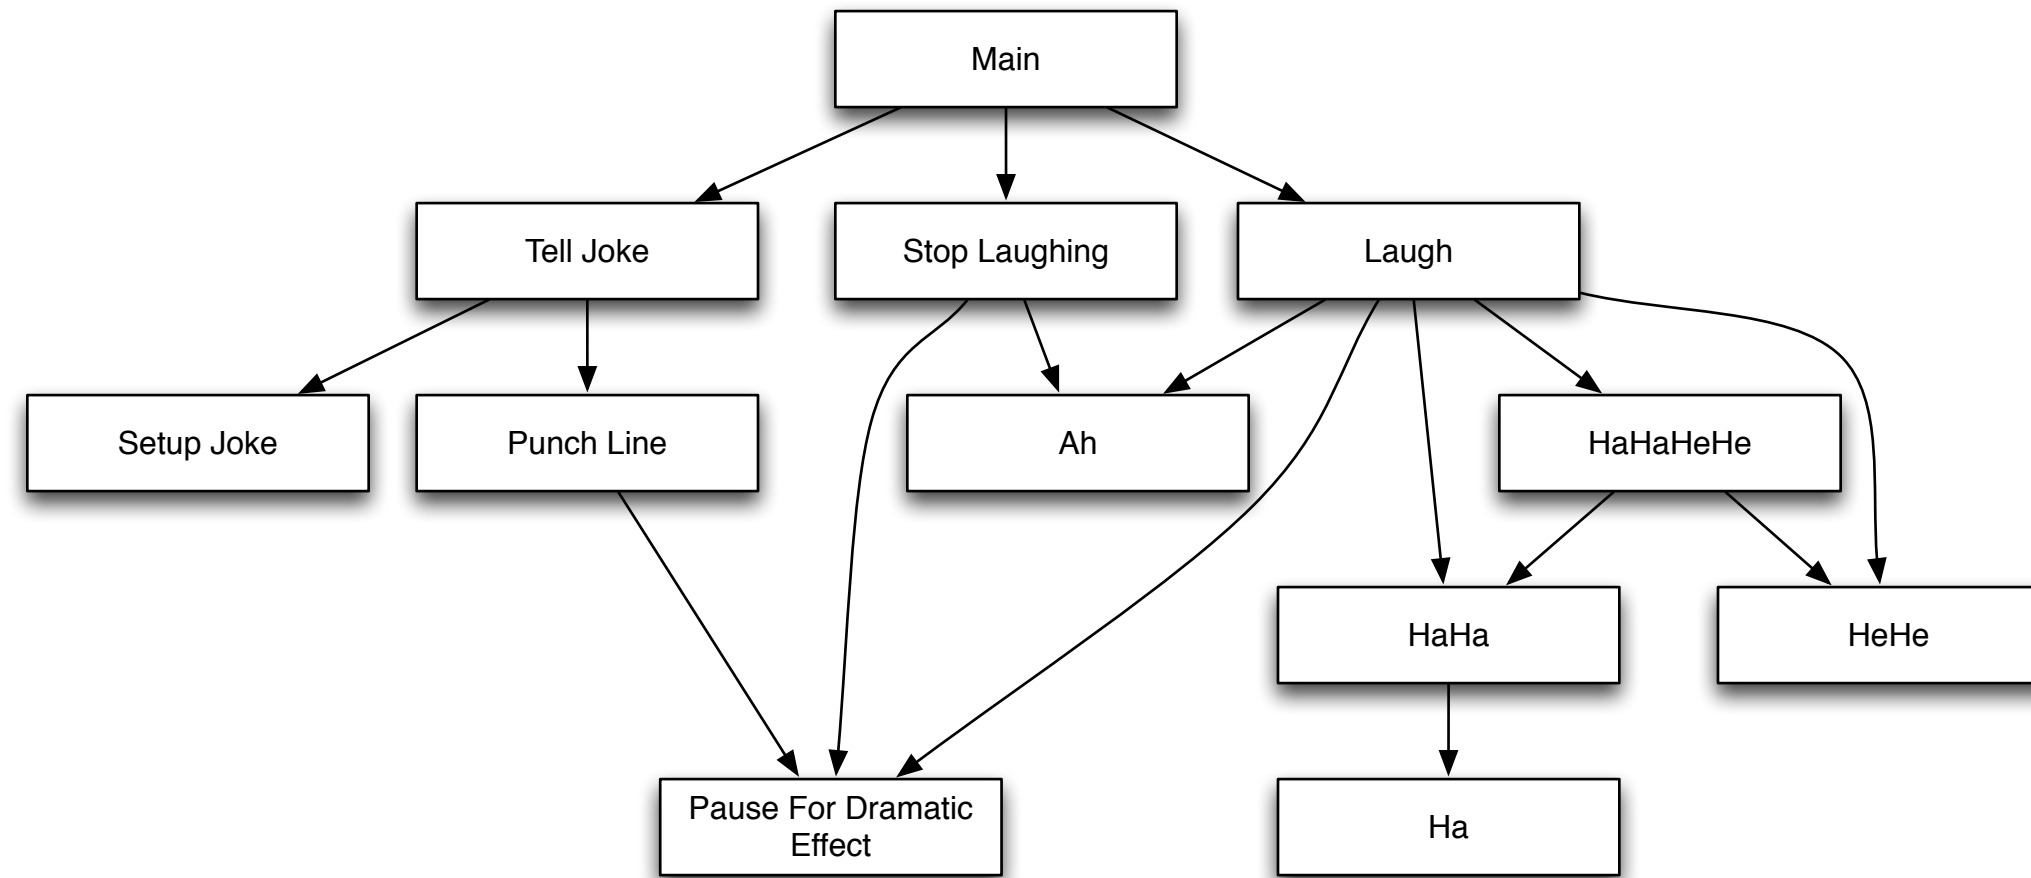 Main
Tell Joke
Stop Laughing
Laugh
Setup Joke
Punch Line
Ah
HaHaHeHe
HaHa
HeHe
Pause For Dramatic
Effect
Ha